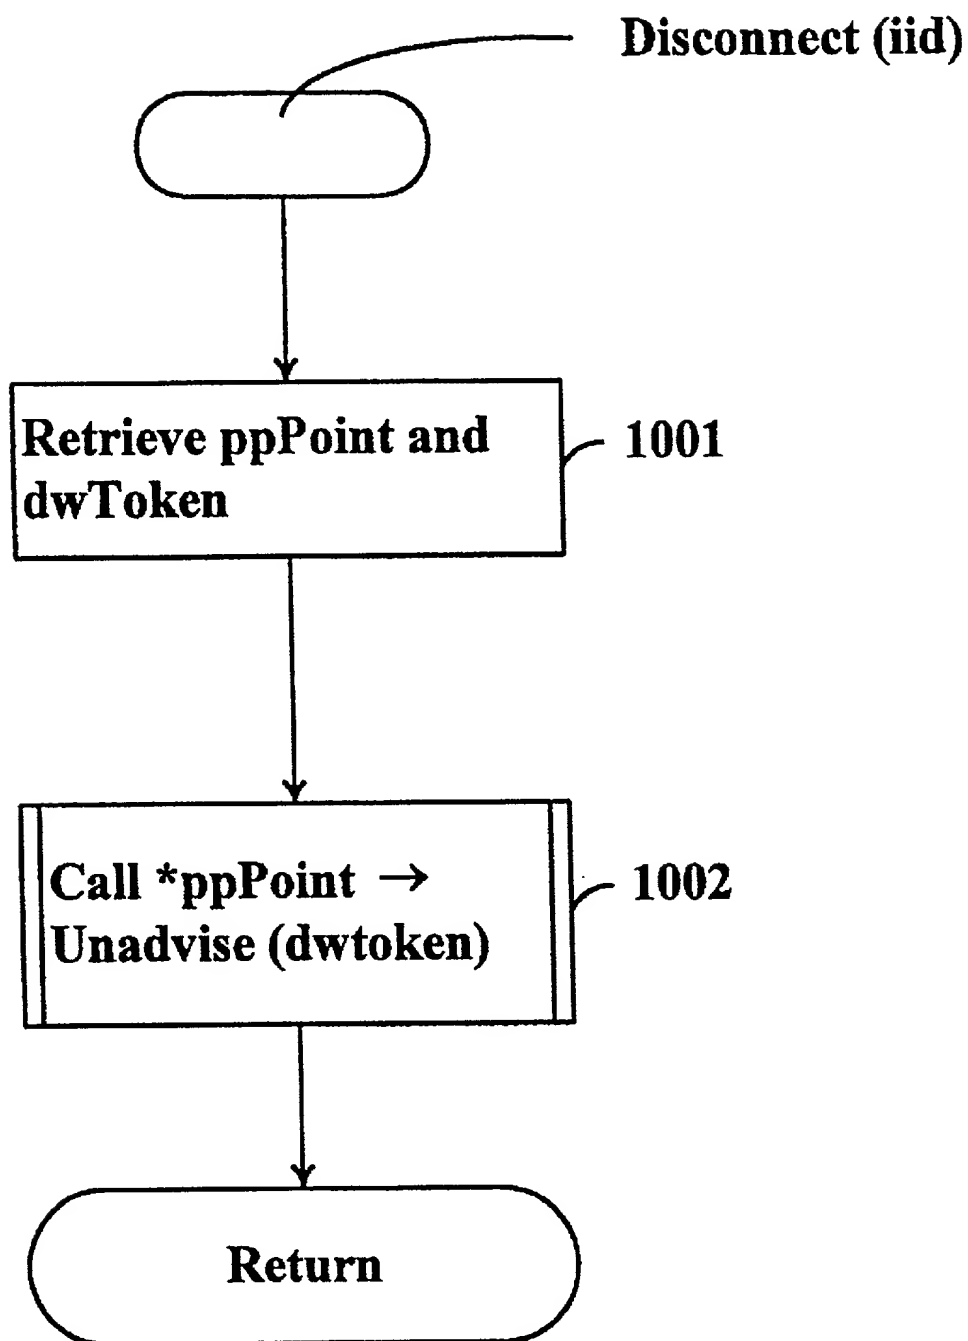 Disconnect (iid)
Retrieve ppPoint and
dwToken
1001
Call *ppPoint →
Unadvise (dwtoken)
1002
Return